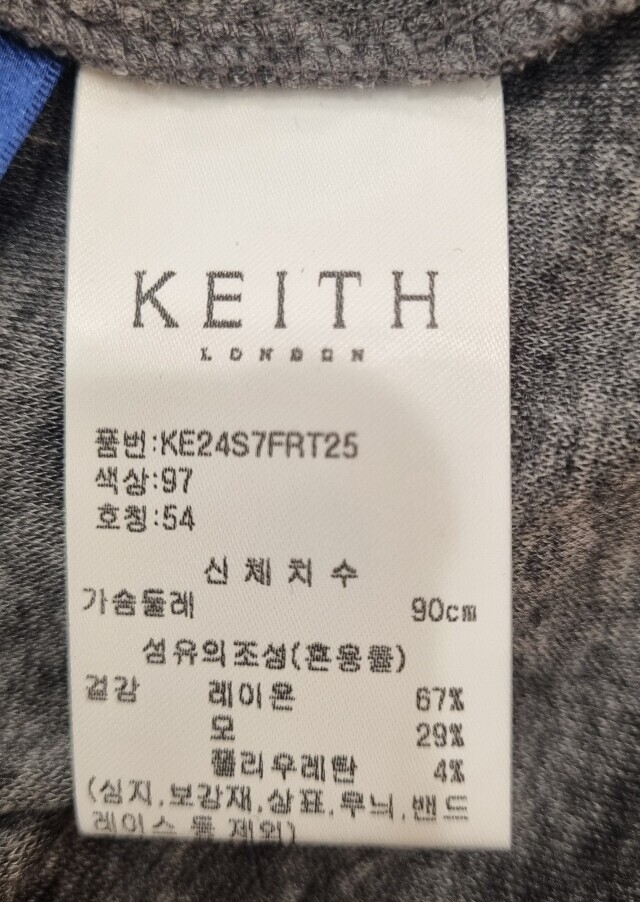 KEITH
LONDON
품번:KE24S7FRT25
색상:97
호칭:54
신체치수
가슴둘레 90cm
섬유의조성(혼용률)
겉감 레이온 67%
모 29%
폴리우레탄 4%
(심지,보강재,상표,무늬,밴드
레이스 등 제외)